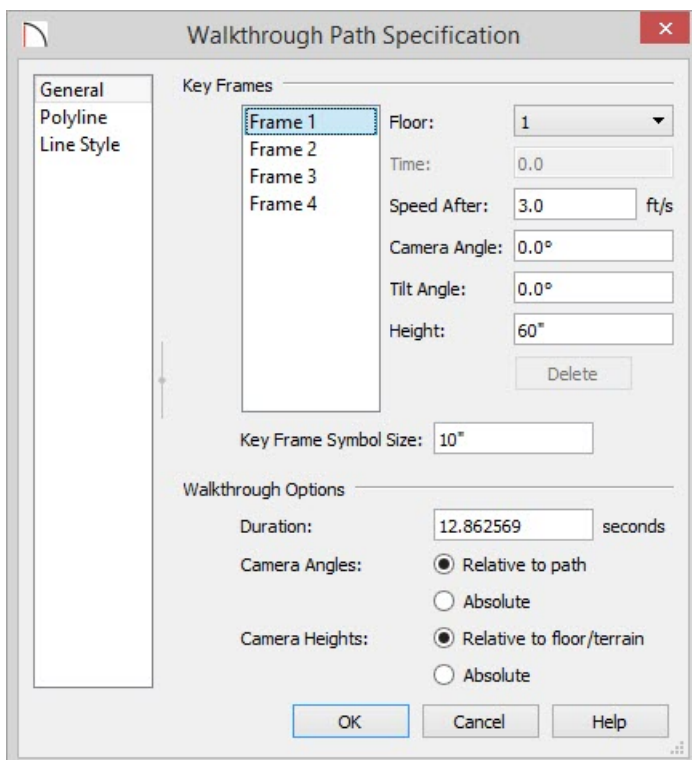 Walkthrough Path Specification
General
Polyline
Line Style
Key Frames
Frame 1
Frame 2
Frame 3
Frame 4
Floor: 1
Time: 0.0
Speed After: 3.0 ft/s
Camera Angle: 0.0°
Tilt Angle: 0.0°
Height: 60"
Delete
Key Frame Symbol Size: 10"
Walkthrough Options
Duration: 12.862569 seconds
Camera Angles: Relative to path
Absolute
Camera Heights: Relative to floor/terrain
Absolute
OK Cancel Help